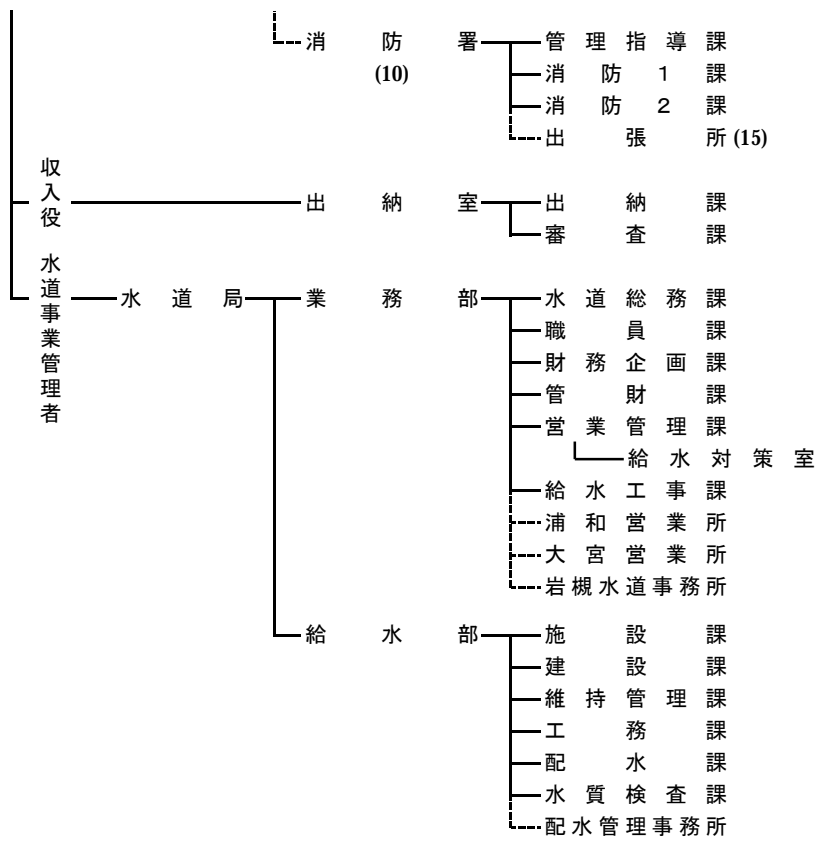 消防署 管理指導課
(10) 消防１課
消防２課
出張所 (15)
収入役 出納室 出納課
審査課
水道事業管理者 水道局 業務部 水道総務課
職員課
財務企画課
管財課
営業管理課
給水対策室
給水工事課
浦和営業所
大宮営業所
岩槻水道事務所
給水部 施設課
建設課
維持管理課
工務課
配水課
水質検査課
配水管理事務所